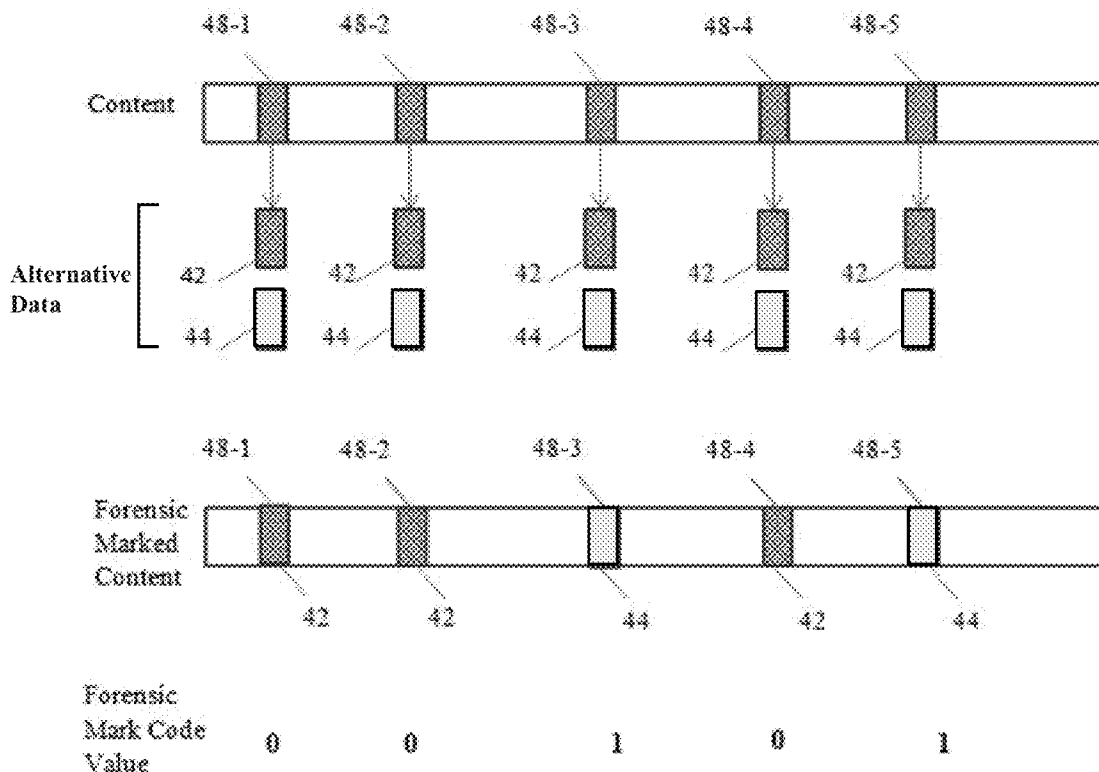 48-1 48-2 48-3 48-4 48-5
Content
42 42 42 42 42
Alternative
Data
44 44 44 44 44
48-1 48-2 48-3 48-4 48-5
Forensic
Marked
Content
42 42 44 42 44
Forensic
Mark Code
Value
0 0 1 0 1